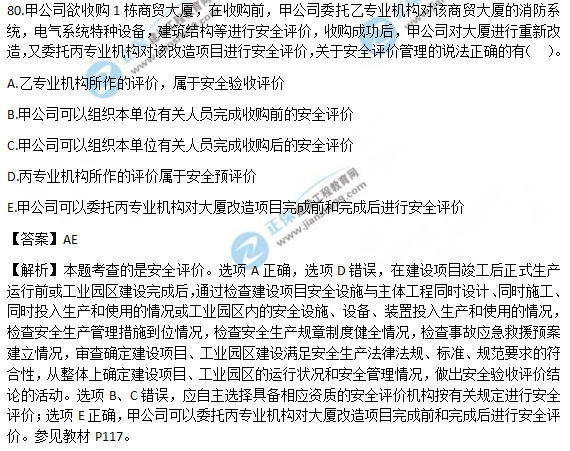 80.甲公司欲收购 1 栋商贸大厦，在收购前，甲公司委托乙专业机构对该商贸大厦的消防系
统，电气系统特种设备，建筑结构等进行安全评价，收购成功后，甲公司对大厦进行重新改
造，又委托丙专业机构对该改造项目进行安全评价，关于安全评价管理的说法正确的有(    )。
A.乙专业机构所作的评价，属于安全验收评价
B.甲公司可以组织本单位有关人员完成收购前的安全评价
C.甲公司可以组织本单位有关人员完成收购后的安全评价
D.丙专业机构所作的评价属于安全预评价
E.甲公司可以委托丙专业机构对大厦改造项目完成前和完成后进行安全评价
【答案】AE
【解析】本题考查的是安全评价。选项 A 正确，选项 D 错误，在建设项目竣工后正式生产
运行前或工业园区建设完成后，通过检查建设项目安全设施与主体工程同时设计、同时施工、
同时投入生产和使用的情况或工业园区内的安全设施、设备、装置投入生产和使用的情况，
检查安全生产管理措施到位情况，检查安全生产规章制度健全情况，检查事故应急救援预案
建立情况，审查确定建设项目、工业园区建设满足安全生产法律法规、标准、规范要求的符
合性，从整体上确定建设项目、工业园区的运行状况和安全管理情况，做出安全验收评价结
论的活动。选项 B、C 错误，应自主选择具备相应资质的安全评价机构按有关规定进行安全
评价；选项 E 正确，甲公司可以委托丙专业机构对大厦改造项目完成前和完成后进行安全评
价。参见教材 P117。